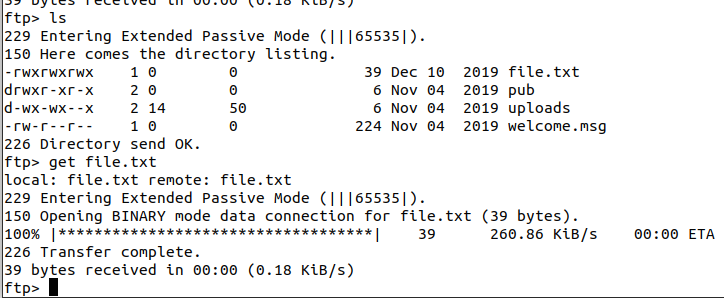 39 bytes received in 00:00 (0.18 KiB/s)
ftp> ls
229 Entering Extended Passive Mode (|||65535|).
150 Here comes the directory listing.
-rwxrwxrwx    1 0        0              39 Dec 10  2019 file.txt
drwxr-xr-x    2 0        0               6 Nov 04  2019 pub
d-wx-wx--x    2 14       50              6 Nov 04  2019 uploads
-rw-r--r--    1 0        0             224 Nov 04  2019 welcome.msg
226 Directory send OK.
ftp> get file.txt
local: file.txt remote: file.txt
229 Entering Extended Passive Mode (|||65535|).
150 Opening BINARY mode data connection for file.txt (39 bytes).
100% |***********************************|    39      260.86 KiB/s    00:00 ETA
226 Transfer complete.
39 bytes received in 00:00 (0.18 KiB/s)
ftp>